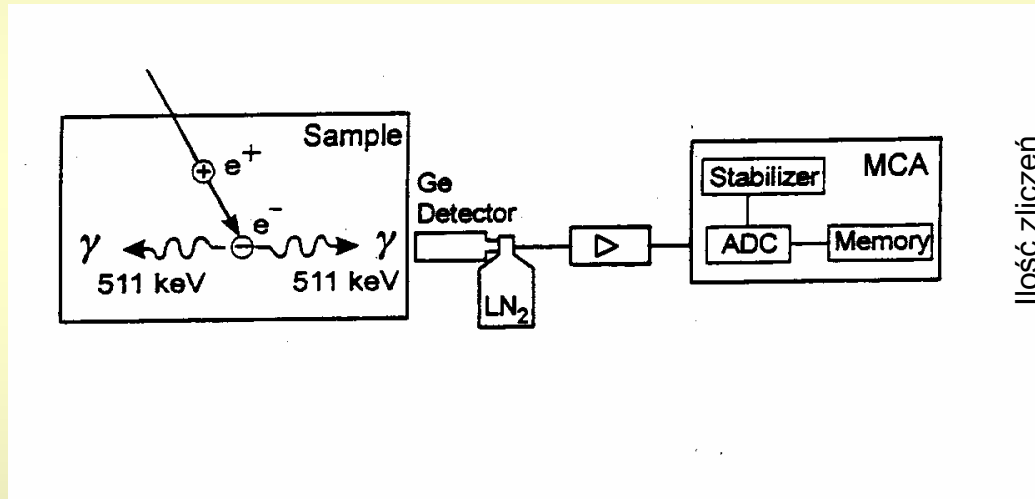 Sample
e+
e-
γ
γ
511 keV
511 keV
Ge
Detector
LN2
MCA
Stabilizer
ADC
Memory
Ilość zliczeń